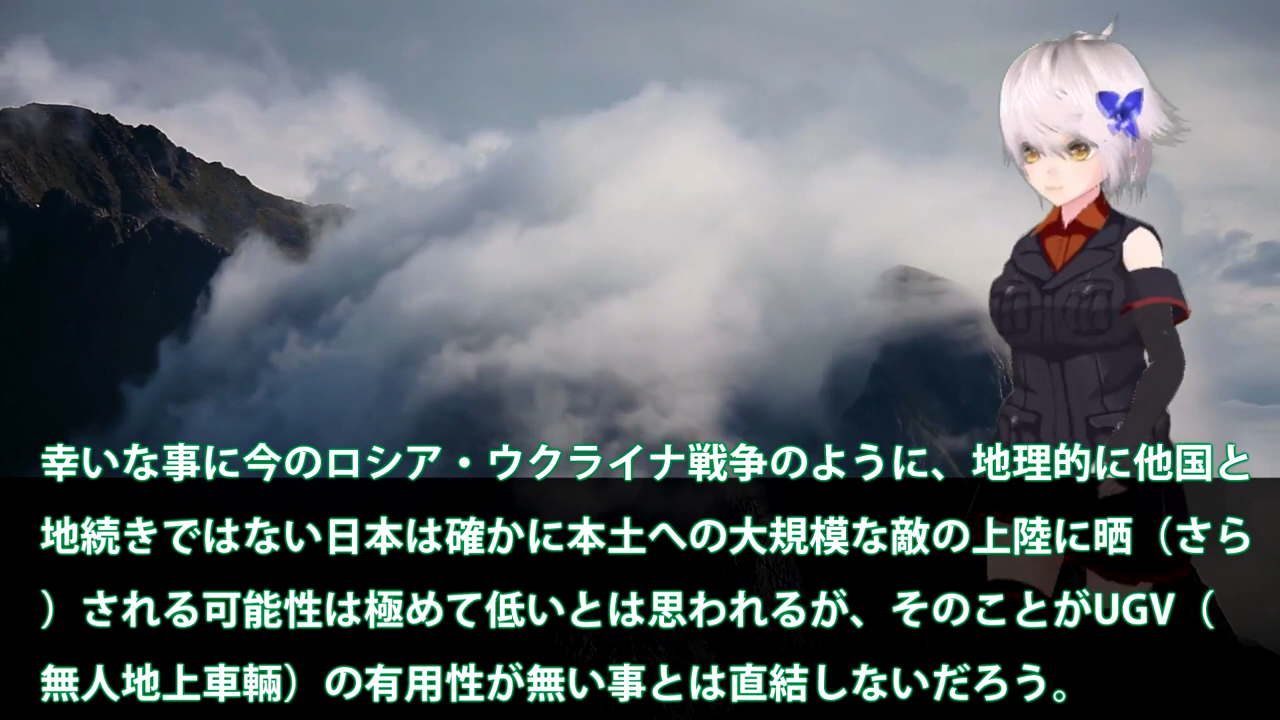 幸いな事に今のロシア・ウクライナ戦争のように、地理的に他国と
地続きではない日本は確かに本土への大規模な敵の上陸に晒（さら
）される可能性は極めて低いとは思われるが、そのことがUGV（
無人地上車輛）の有用性が無い事とは直結しないだろう。